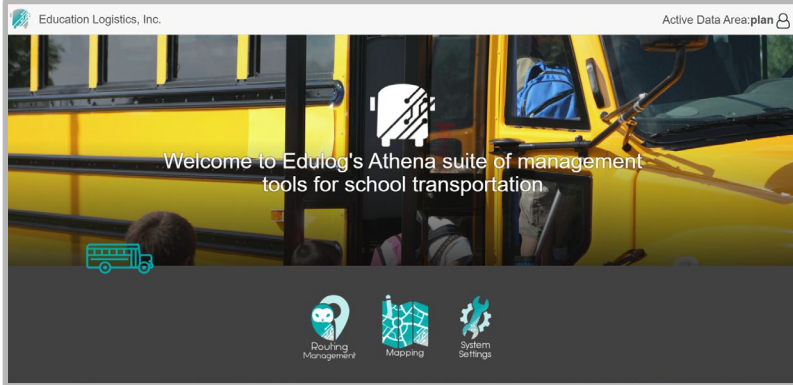 Education Logistics, Inc.
Active Data Area:plan
Welcome to Edulog's Athena suite of management
tools for school transportation
Routing
Management
Mapping
System
Settings